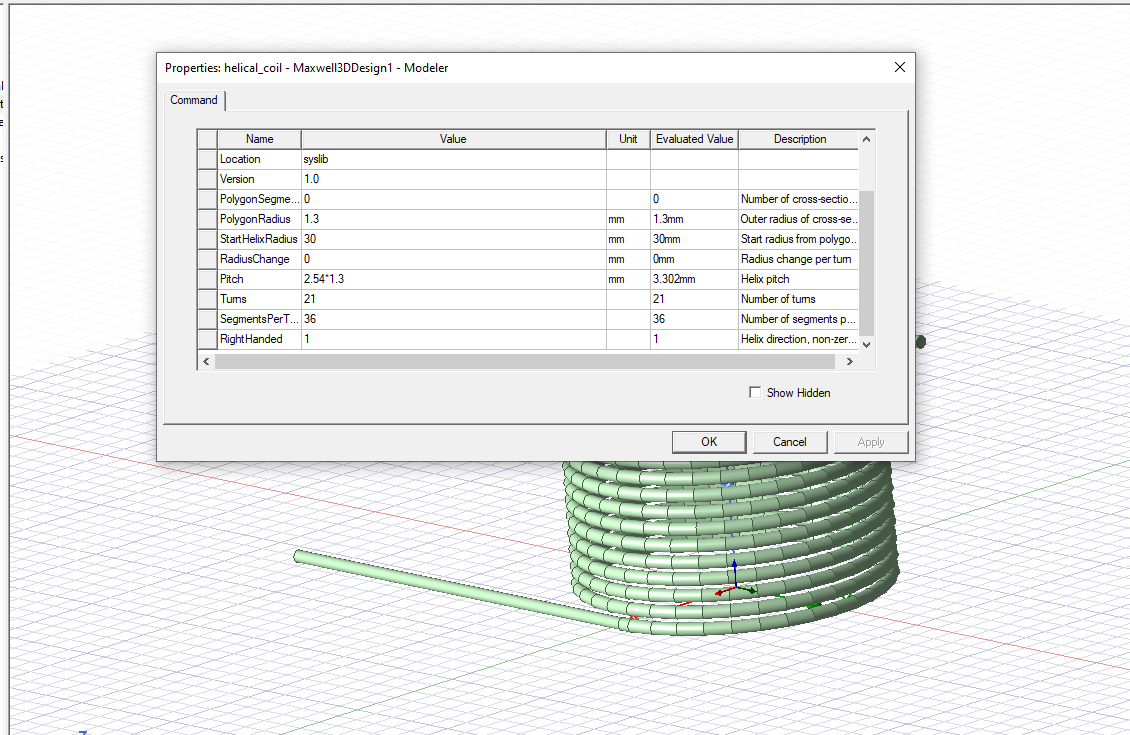 Properties: helical_coil - Maxwell3DDesign1 - Modeler
Command
Name Value Unit Evaluated Value Description
Location syslib
Version 1.0
PolygonSegme... 0 0 Number of cross-sectio...
PolygonRadius 1.3 mm 1.3mm Outer radius of cross-se...
StartHelixRadius 30 mm 30mm Start radius from polygo...
RadiusChange 0 mm 0mm Radius change per turn
Pitch 2.54*1.3 mm 3.302mm Helix pitch
Turns 21 21 Number of turns
SegmentsPerT... 36 36 Number of segments p...
RightHanded 1 1 Helix direction, non-zer...
Show Hidden
OK Cancel Apply